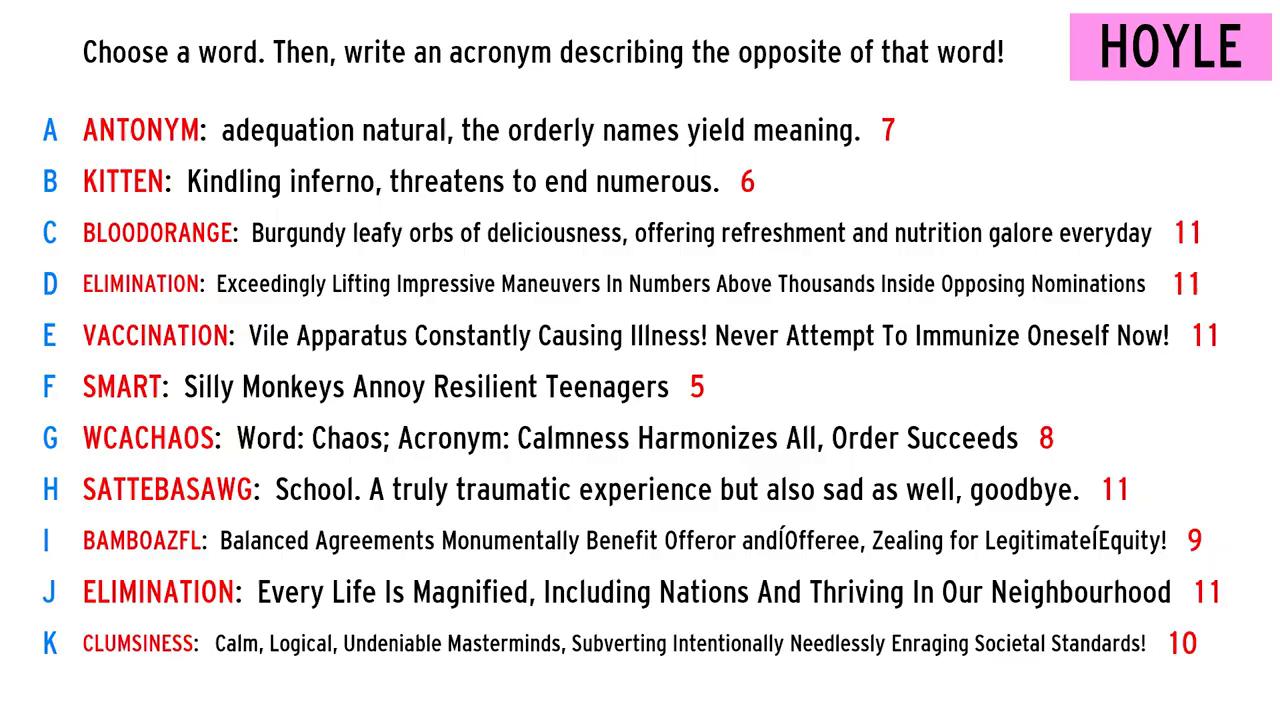 Choose a word. Then, write an acronym describing the opposite of that word!
HOYLE
A ANTONYM: adequation natural, the orderly names yield meaning. 7
B KITTEN: Kindling inferno, threatens to end numerous. 6
C BLOODORANGE: Burgundy leafy orbs of deliciousness, offering refreshment and nutrition galore everyday 11
D ELIMINATION: Exceedingly Lifting Impressive Maneuvers In Numbers Above Thousands Inside Opposing Nominations 11
E VACCINATION: Vile Apparatus Constantly Causing Illness! Never Attempt To Immunize Oneself Now! 11
F SMART: Silly Monkeys Annoy Resilient Teenagers 5
G WCACHAOS: Word: Chaos; Acronym: Calmness Harmonizes All, Order Succeeds 8
H SATTEBASAWG: School. A truly traumatic experience but also sad as well, goodbye. 11
I BAMBOAZFL: Balanced Agreements Monumentally Benefit Offeror andÍOfferee, Zealing for LegitimateÍEquity! 9
J ELIMINATION: Every Life Is Magnified, Including Nations And Thriving In Our Neighbourhood 11
K CLUMSINESS: Calm, Logical, Undeniable Masterminds, Subverting Intentionally Needlessly Enraging Societal Standards! 10